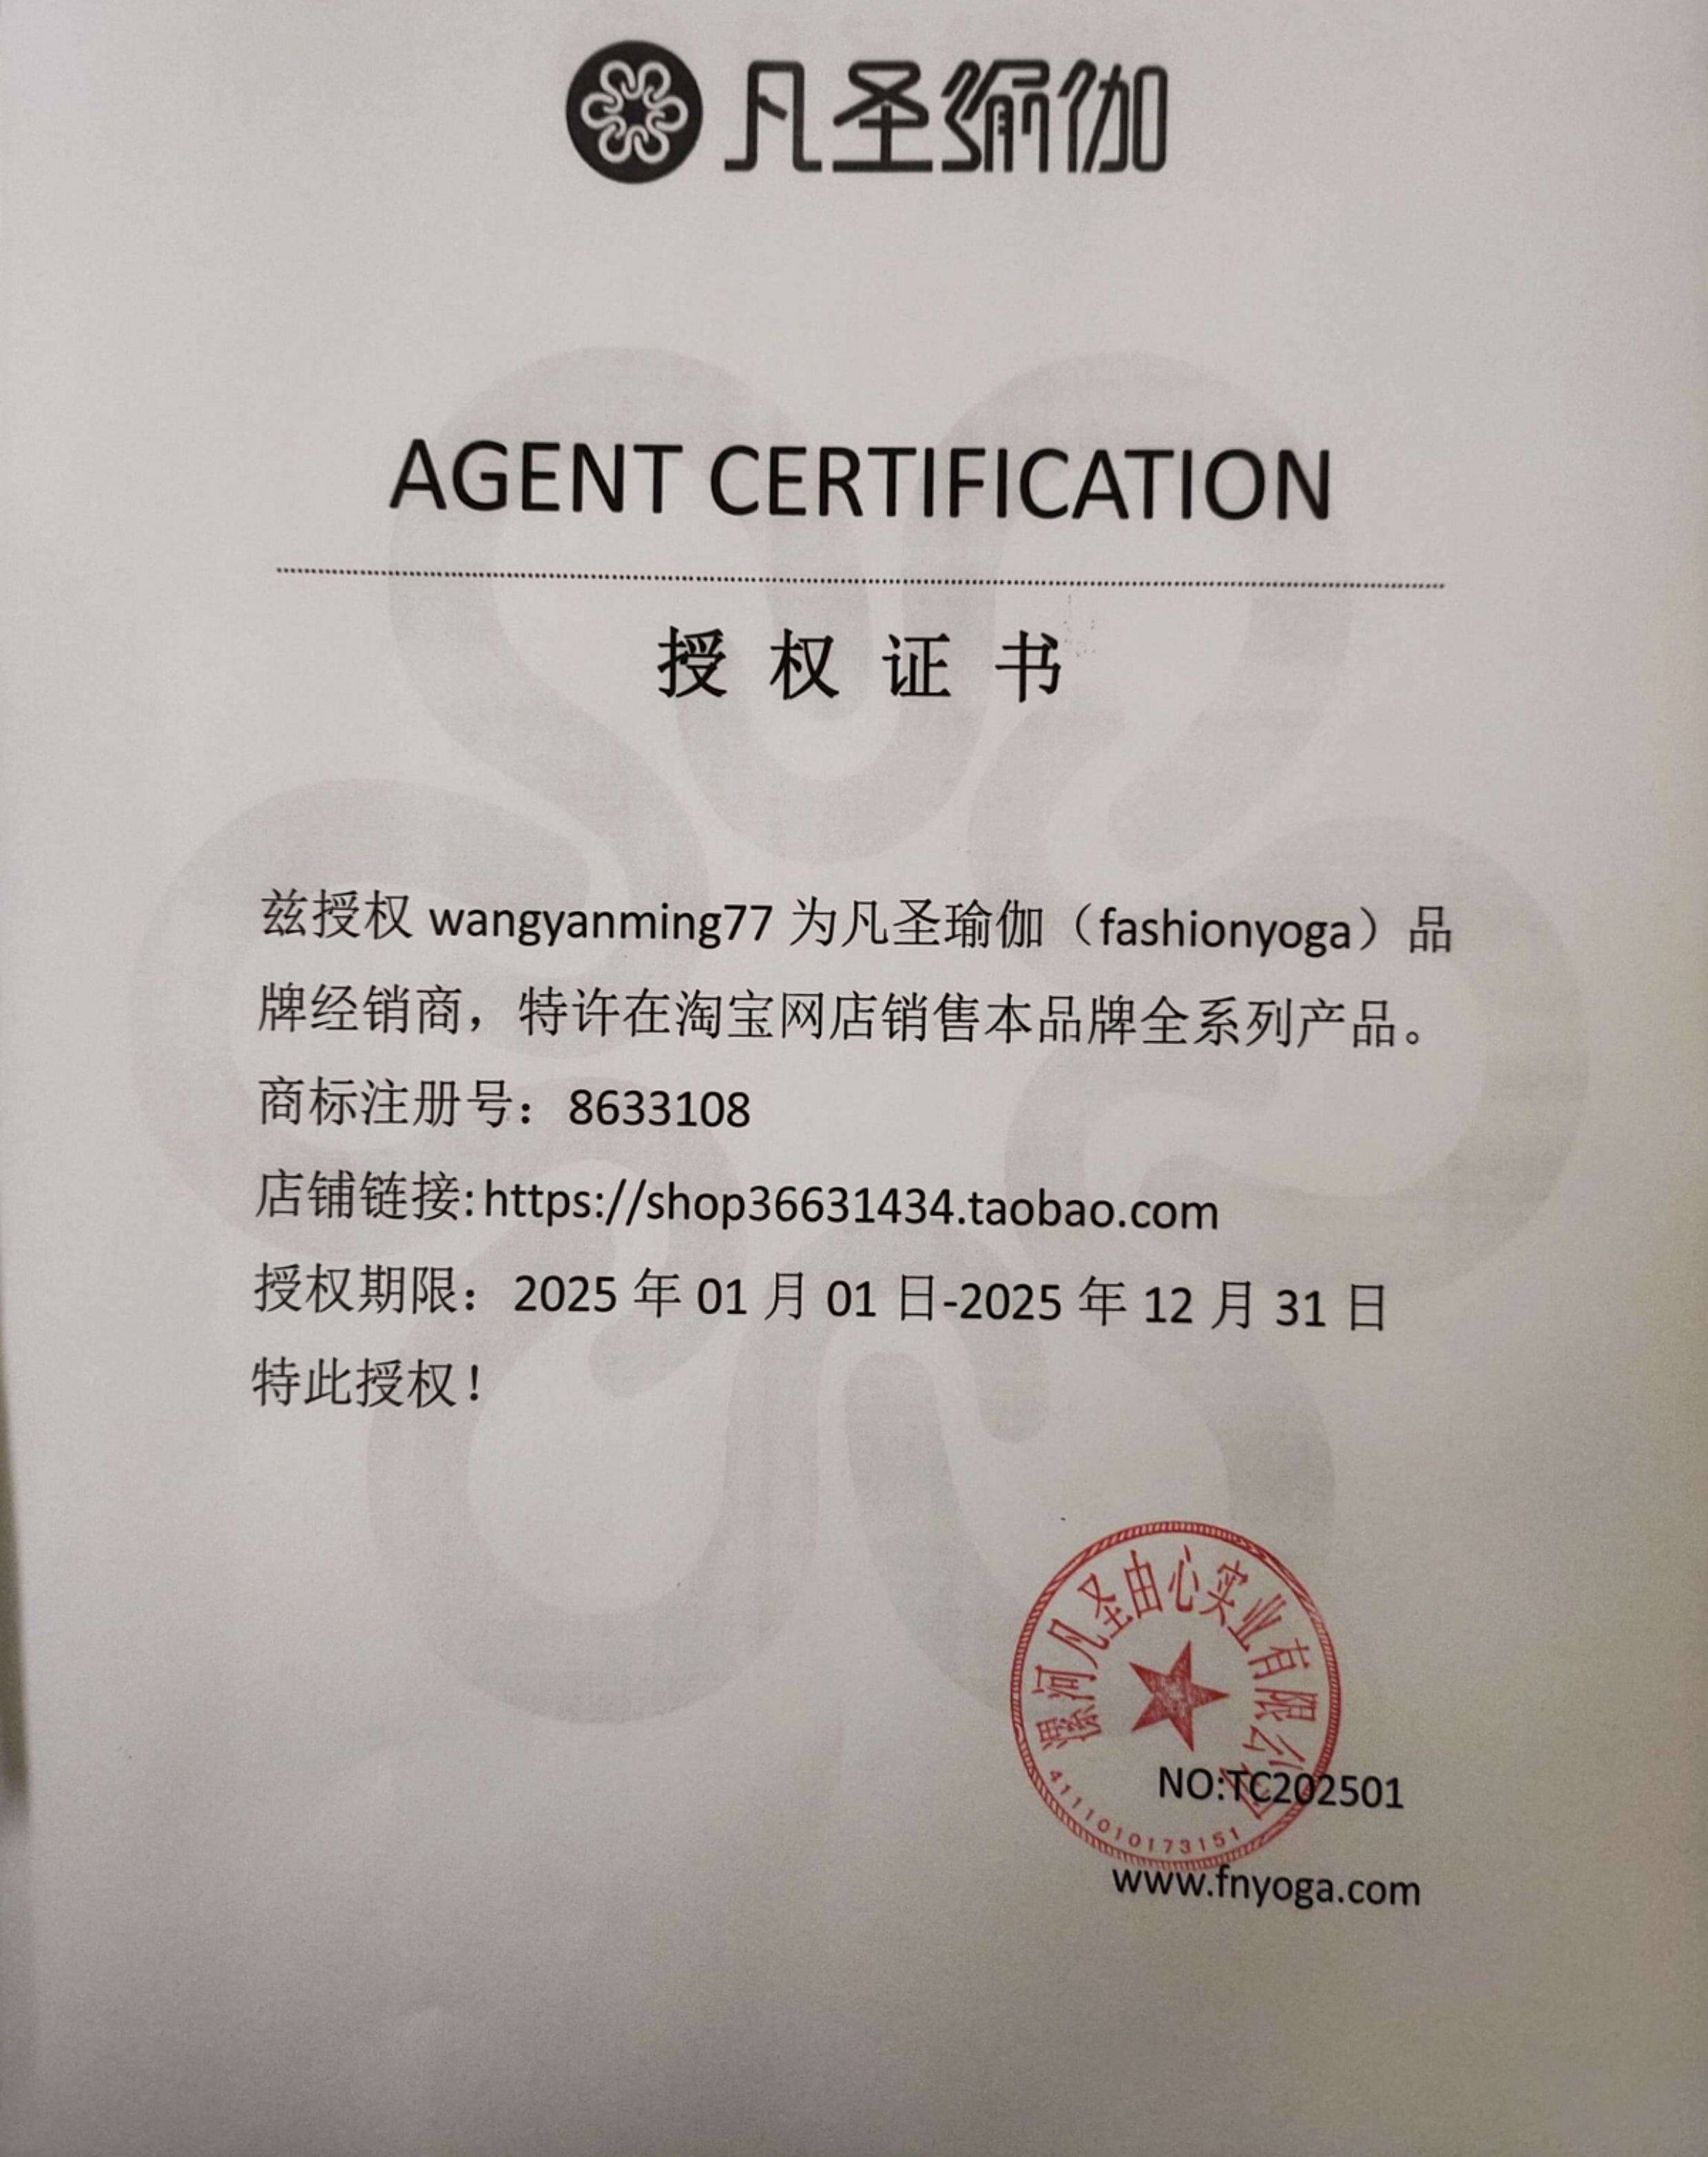 凡圣瑜伽
AGENT CERTIFICATION
授权证书
兹授权 wangyanming77 为凡圣瑜伽（fashionyoga）品
牌经销商，特许在淘宝网店销售本品牌全系列产品。
商标注册号：8633108
店铺链接:https://shop36631434.taobao.com
授权期限：2025 年 01 月 01 日-2025 年 12 月 31 日
特此授权！
漯河凡圣由心实业有限公司
NO:TC202501
4111010173151
www.fnyoga.com